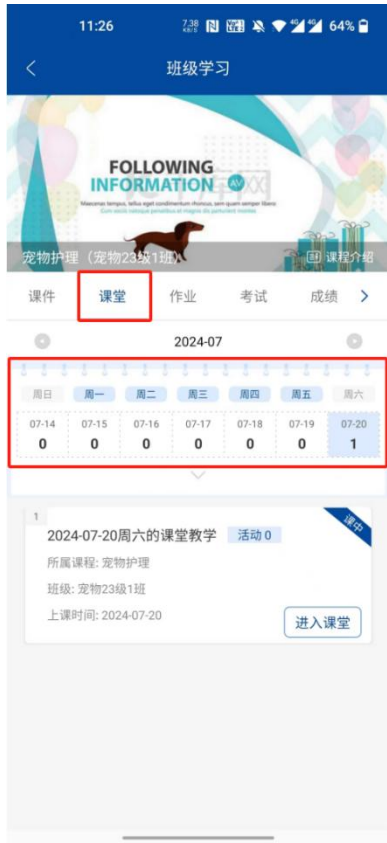 11:26 7.38 KB/S 4G 4G 64%
班级学习
FOLLOWING
INFORMATION
宠物护理（宠物23级1班） 课程介绍
课件 课堂 作业 考试 成绩
2024-07
周日 周一 周二 周三 周四 周五 周六
07-14 07-15 07-16 07-17 07-18 07-19 07-20
0 0 0 0 0 0 1
1 课中
2024-07-20周六的课堂教学 活动 0
所属课程: 宠物护理
班级: 宠物23级1班
上课时间: 2024-07-20
进入课堂